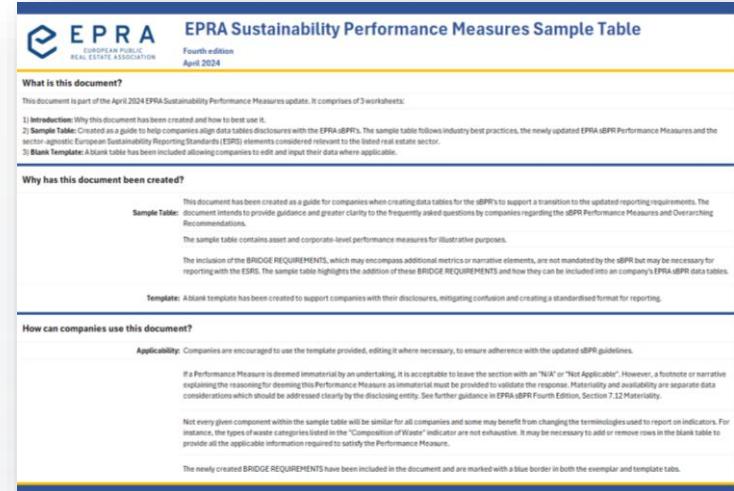 EPRA
EUROPEAN PUBLIC
REAL ESTATE ASSOCIATION
EPRA Sustainability Performance Measures Sample Table
Fourth edition
April 2024
What is this document?
This document is part of the April 2024 EPRA Sustainability Performance Measures update. It comprises of 3 worksheets:
1) Introduction: Why this document has been created and how to best use it.
2) Sample Table: Created as a guide to help companies align data tables disclosures with the EPRA sBPR's. The sample table follows industry best practices, the newly updated EPRA sBPR Performance Measures and the
sector-agnostic European Sustainability Reporting Standards (ESRS) elements considered relevant to the listed real estate sector.
3) Blank Template: A blank table has been included allowing companies to edit and input their data where applicable.
Why has this document been created?
This document has been created as a guide for companies when creating data tables for the sBPR's to support a transition to the updated reporting requirements. The
Sample Table: document intends to provide guidance and greater clarity to the frequently asked questions by companies regarding the sBPR Performance Measures and Overarching
Recommendations.
The sample table contains asset and corporate-level performance measures for illustrative purposes.
The inclusion of the BRIDGE REQUIREMENTS, which may encompass additional metrics or narrative elements, are not mandated by the sBPR but may be necessary for
reporting with the ESRS. The sample table highlights the addition of these BRIDGE REQUIREMENTS and how they can be included into an company's EPRA sBPR data tables.
Template: A blank template has been created to support companies with their disclosures, mitigating confusion and creating a standardised format for reporting.
How can companies use this document?
Applicability: Companies are encouraged to use the template provided, editing it where necessary, to ensure adherence with the updated sBPR guidelines.
If a Performance Measure is deemed immaterial by an undertaking, it is acceptable to leave the section with an "N/A" or "Not Applicable". However, a footnote or narrative
explaining the reasoning for deeming this Performance Measure as immaterial must be provided to validate the response. Materiality and availability are separate data
considerations which should be addressed clearly by the disclosing entity. See further guidance in EPRA sBPR Fourth Edition, Section 7.12 Materiality.
Not every given component within the sample table will be similar for all companies and some may benefit from changing the terminologies used to report on indicators. For
instance, the types of waste categories listed in the "Composition of Waste" indicator are not exhaustive. It may be necessary to add or remove rows in the blank table to
provide all the applicable information required to satisfy the Performance Measure.
The newly created BRIDGE REQUIREMENTS have been included in the document and are marked with a blue border in both the exemplar and template tabs.